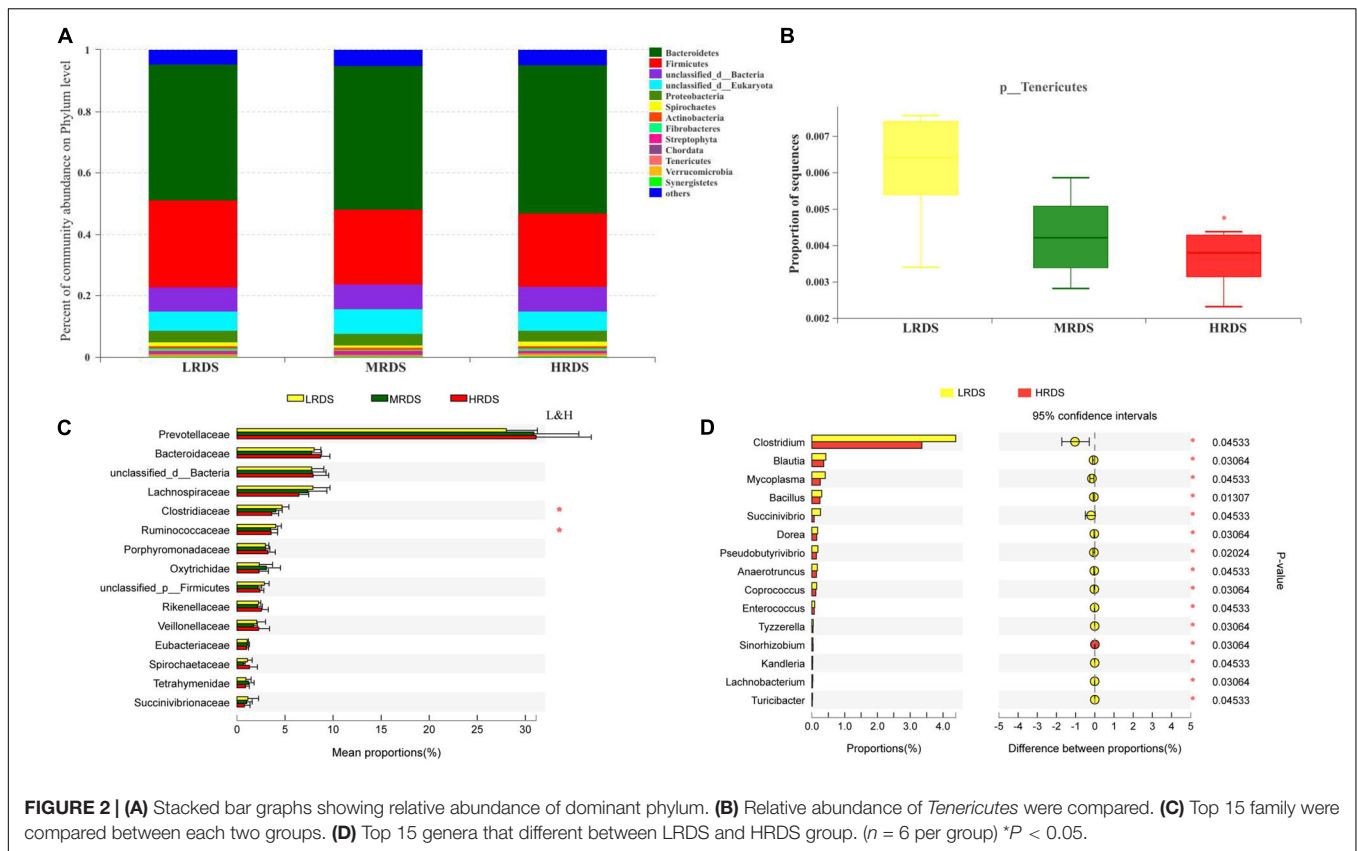 A
Percent of community abundance on Phylum level
1
0.8
0.6
0.4
0.2
0
LRDS
MRDS
HRDS
Bacteroidetes
Firmicutes
unclassified_d__Bacteria
unclassified_d__Eukaryota
Proteobacteria
Spirochaetes
Actinobacteria
Fibrobacteres
Streptophyta
Chordata
Tenericutes
Verrucomicrobia
Synergistetes
others
B
p__Tenericutes
Proportion of sequences
0.007
0.006
0.005
0.004
0.003
0.002
*
LRDS
MRDS
HRDS
LRDS
MRDS
HRDS
C
L&H
Prevotellaceae
Bacteroidaceae
unclassified_d__Bacteria
Lachnospiraceae
Clostridiaceae *
Ruminococcaceae *
Porphyromonadaceae
Oxytrichidae
unclassified_p__Firmicutes
Rikenellaceae
Veillonellaceae
Eubacteriaceae
Spirochaetaceae
Tetrahymenidae
Succinivibrionaceae
0 5 10 15 20 25 30
Mean proportions(%)
LRDS
HRDS
D
95% confidence intervals
Clostridium * 0.04533
Blautia * 0.03064
Mycoplasma * 0.04533
Bacillus * 0.01307
Succinivibrio * 0.04533
Dorea * 0.03064
Pseudobutyrivibrio * 0.02024
Anaerotruncus * 0.04533
Coprococcus * 0.03064
Enterococcus * 0.04533
Tyzzerella * 0.03064
Sinorhizobium * 0.03064
Kandleria * 0.04533
Lachnobacterium * 0.03064
Turicibacter * 0.04533
P-value
0.0 1.0 2.0 3.0 4.0
Proportions(%)
-5 -4 -3 -2 -1 0 1 2 3 4 5
Difference between proportions(%)
FIGURE 2 | (A) Stacked bar graphs showing relative abundance of dominant phylum. (B) Relative abundance of Tenericutes were compared. (C) Top 15 family were
compared between each two groups. (D) Top 15 genera that different between LRDS and HRDS group. (n = 6 per group) *P < 0.05.